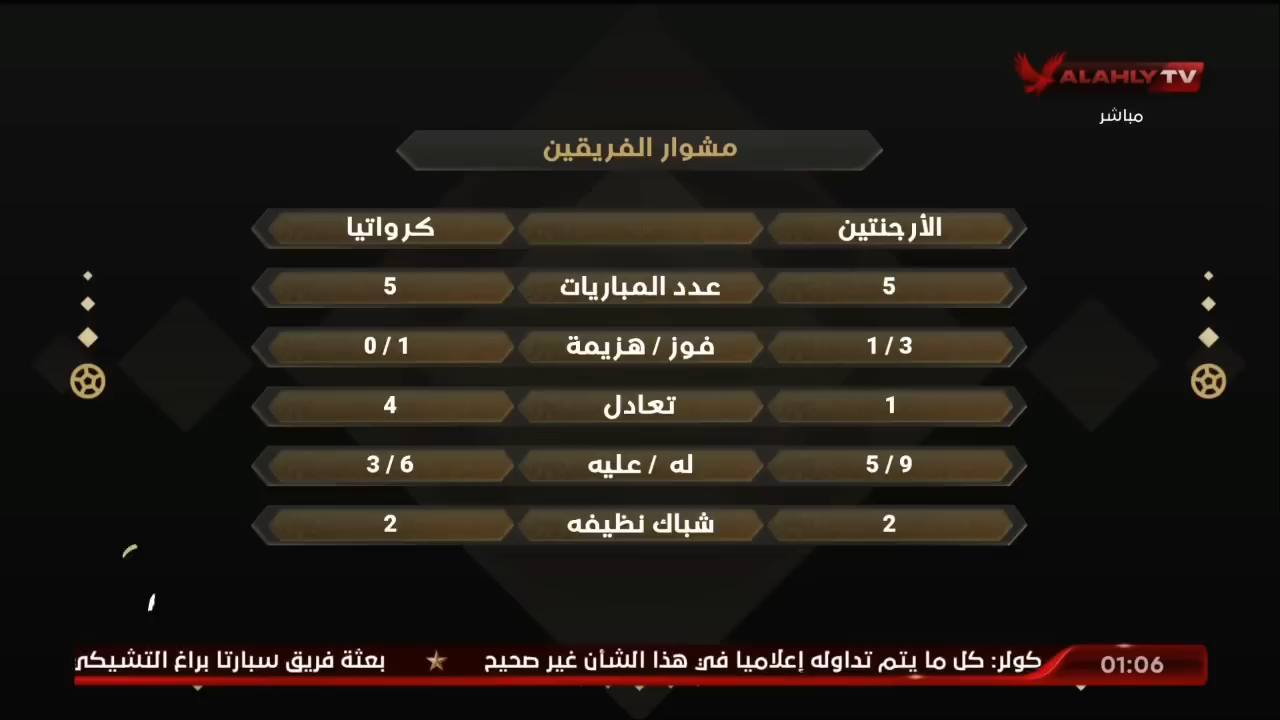 ALAHLY TV
مباشر
مشوار الفريقين
الأرجنتين كرواتيا
5 عدد المباريات 5
1 / 3 فوز / هزيمة 0 / 1
1 تعادل 4
5 / 9 له / عليه 3 / 6
2 شباك نظيفه 2
01:06 كولر: كل ما يتم تداوله إعلاميا في هذا الشأن غير صحيح ★ بعثة فريق سبارتا براغ التشيكي